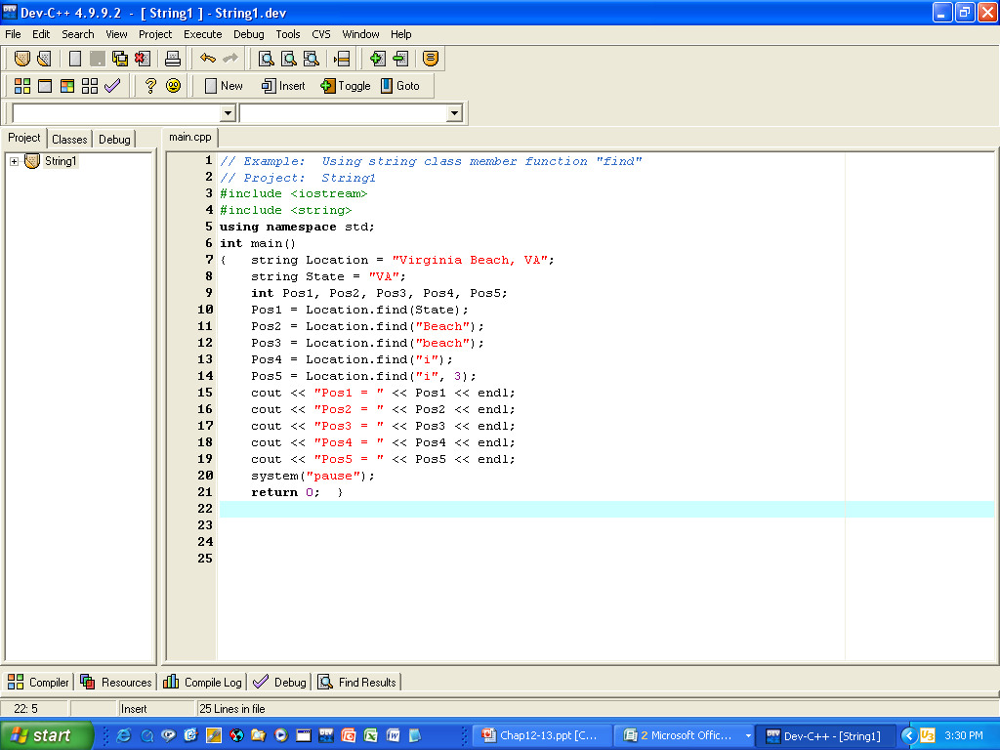 Dev-C++ 4.9.9.2 - [ String1 ] - String1.dev
File Edit Search View Project Execute Debug Tools CVS Window Help
New Insert Toggle Goto
Project Classes Debug main.cpp
String1
1 // Example:  Using string class member function "find"
2 // Project:  String1
3 #include <iostream>
4 #include <string>
5 using namespace std;
6 int main()
7 {   string Location = "Virginia Beach, VA";
8     string State = "VA";
9     int Pos1, Pos2, Pos3, Pos4, Pos5;
10     Pos1 = Location.find(State);
11     Pos2 = Location.find("Beach");
12     Pos3 = Location.find("beach");
13     Pos4 = Location.find("i");
14     Pos5 = Location.find("i", 3);
15     cout << "Pos1 = " << Pos1 << endl;
16     cout << "Pos2 = " << Pos2 << endl;
17     cout << "Pos3 = " << Pos3 << endl;
18     cout << "Pos4 = " << Pos4 << endl;
19     cout << "Pos5 = " << Pos5 << endl;
20     system("pause");
21     return 0;  }
22
23
24
25
Compiler Resources Compile Log Debug Find Results
22: 5 Insert 25 Lines in file
start Chap12-13.ppt [C... 2 Microsoft Offic... Dev-C++ - [String1] U3 3:30 PM